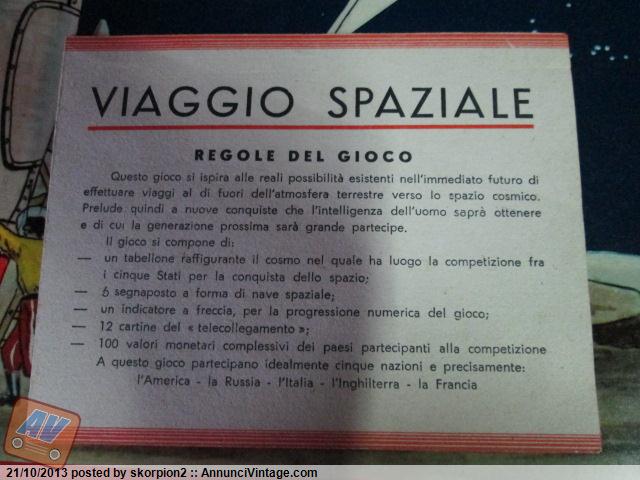 VIAGGIO SPAZIALE
REGOLE DEL GIOCO
Questo gioco si ispira alle reali possibilità esistenti nell'immediato futuro di
effettuare viaggi al di fuori dell'atmosfera terrestre verso lo spazio cosmico.
Prelude quindi a nuove conquiste che l'intelligenza dell'uomo saprà ottenere
e di cui la generazione prossima sarà grande partecipe.
Il gioco si compone di:
— un tabellone raffigurante il cosmo nel quale ha luogo la competizione fra
i cinque Stati per la conquista dello spazio;
— 6 segnaposto a forma di nave spaziale;
— un indicatore a freccia, per la progressione numerica del gioco;
— 12 cartine del « telecollegamento »;
— 100 valori monetari complessivi dei paesi partecipanti alla competizione
A questo gioco partecipano idealmente cinque nazioni e precisamente:
l'America - la Russia - l'Italia - l'Inghilterra - la Francia
AV
21/10/2013 posted by skorpion2 :: AnnunciVintage.com